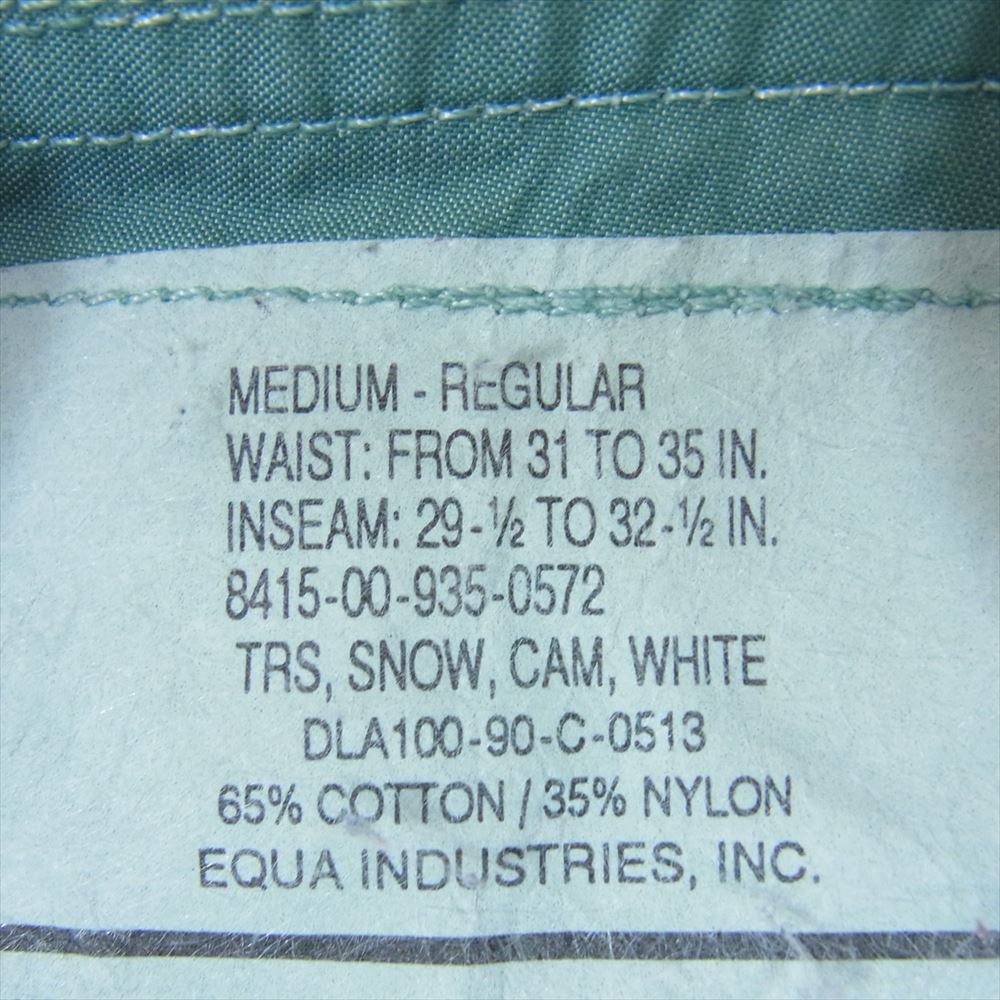 MEDIUM - REGULAR
WAIST: FROM 31 TO 35 IN.
INSEAM: 29-½ TO 32-½ IN.
8415-00-935-0572
TRS, SNOW, CAM, WHITE
DLA100-90-C-0513
65% COTTON / 35% NYLON
EQUA INDUSTRIES, INC.